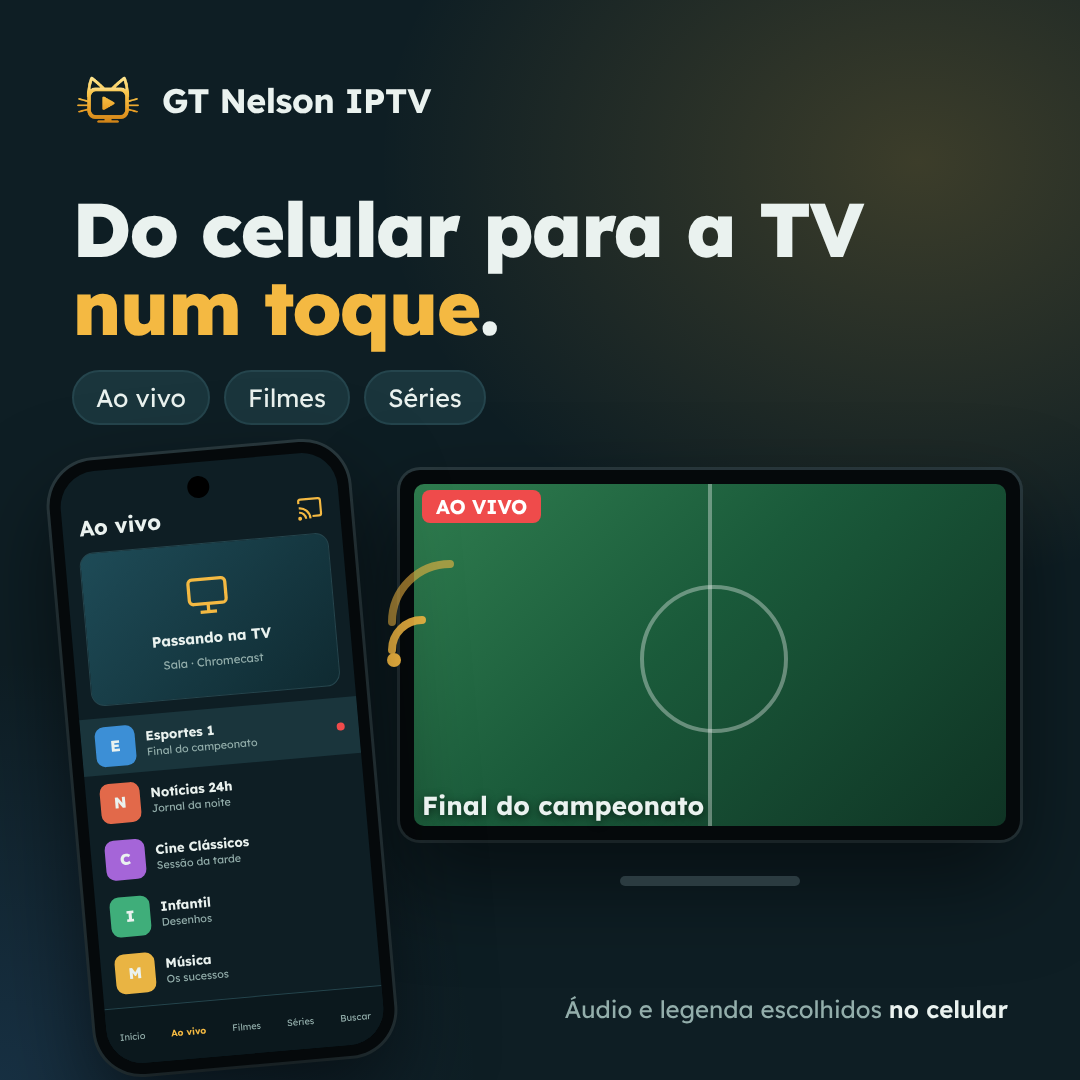 GT Nelson IPTV
Do celular para a TV
num toque.
Ao vivo
Filmes
Séries
Ao vivo
Passando na TV
Sala · Chromecast
E
Esportes 1
Final do campeonato
N
Notícias 24h
Jornal da noite
C
Cine Clássicos
Sessão da tarde
I
Infantil
Desenhos
M
Música
Os sucessos
Início
Ao vivo
Filmes
Séries
Buscar
AO VIVO
Final do campeonato
Áudio e legenda escolhidos no celular